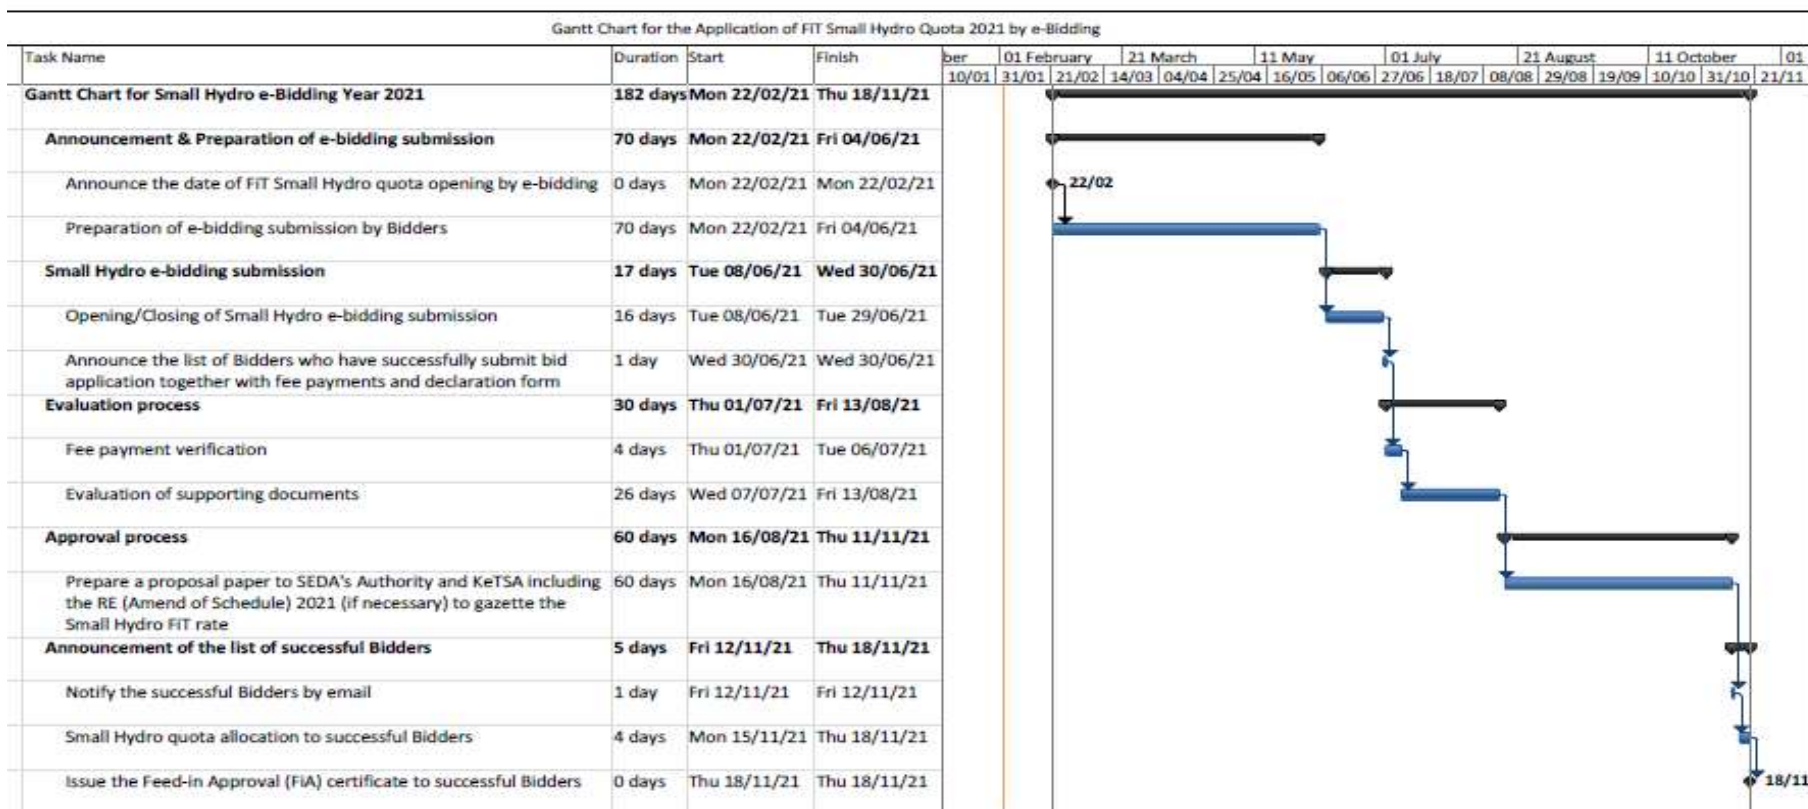 Gantt Chart for the Application of FiT Small Hydro Quota 2021 by e-Bidding
Task Name Duration Start Finish ber 01 February 21 March 11 May 01 July 21 August 11 October 01
10/01 31/01 21/02 14/03 04/04 25/04 16/05 06/06 27/06 18/07 08/08 29/08 19/09 10/10 31/10 21/11
Gantt Chart for Small Hydro e-Bidding Year 2021 182 days Mon 22/02/21 Thu 18/11/21
Announcement & Preparation of e-bidding submission 70 days Mon 22/02/21 Fri 04/06/21
Announce the date of FiT Small Hydro quota opening by e-bidding 0 days Mon 22/02/21 Mon 22/02/21 22/02
Preparation of e-bidding submission by Bidders 70 days Mon 22/02/21 Fri 04/06/21
Small Hydro e-bidding submission 17 days Tue 08/06/21 Wed 30/06/21
Opening/Closing of Small Hydro e-bidding submission 16 days Tue 08/06/21 Tue 29/06/21
Announce the list of Bidders who have successfully submit bid 1 day Wed 30/06/21 Wed 30/06/21
application together with fee payments and declaration form
Evaluation process 30 days Thu 01/07/21 Fri 13/08/21
Fee payment verification 4 days Thu 01/07/21 Tue 06/07/21
Evaluation of supporting documents 26 days Wed 07/07/21 Fri 13/08/21
Approval process 60 days Mon 16/08/21 Thu 11/11/21
Prepare a proposal paper to SEDA's Authority and KeTSA including 60 days Mon 16/08/21 Thu 11/11/21
the RE (Amend of Schedule) 2021 (if necessary) to gazette the
Small Hydro FiT rate
Announcement of the list of successful Bidders 5 days Fri 12/11/21 Thu 18/11/21
Notify the successful Bidders by email 1 day Fri 12/11/21 Fri 12/11/21
Small Hydro quota allocation to successful Bidders 4 days Mon 15/11/21 Thu 18/11/21
Issue the Feed-in Approval (FiA) certificate to successful Bidders 0 days Thu 18/11/21 Thu 18/11/21 18/11